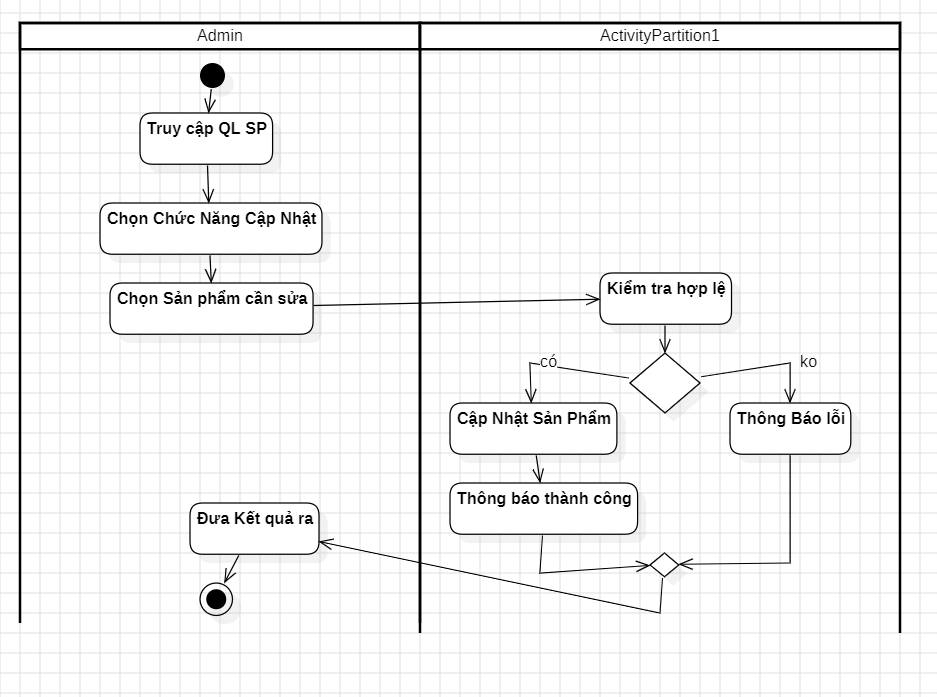 Admin
ActivityPartition1
Truy cập QL SP
Chọn Chức Năng Cập Nhật
Chọn Sản phẩm cần sửa
Kiểm tra hợp lệ
có
ko
Cập Nhật Sản Phẩm
Thông Báo lỗi
Thông báo thành công
Đưa Kết quả ra